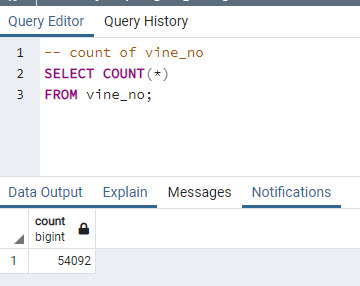 Query Editor Query History
1 -- count of vine_no
2 SELECT COUNT(*)
3 FROM vine_no;
Data Output Explain Messages Notifications
count
bigint
1 54092